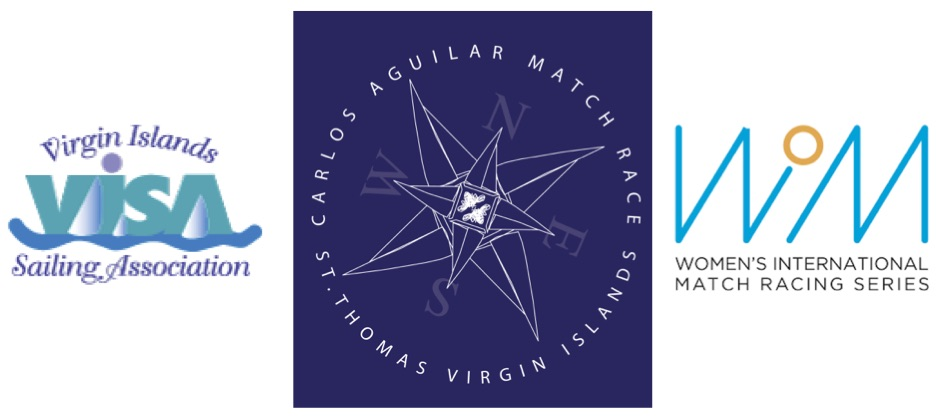 Virgin Islands
VISA
Sailing Association
CARLOS AGUILAR MATCH RACE
ST. THOMAS VIRGIN ISLANDS
N
W
E
S
WiM
WOMEN'S INTERNATIONAL
MATCH RACING SERIES